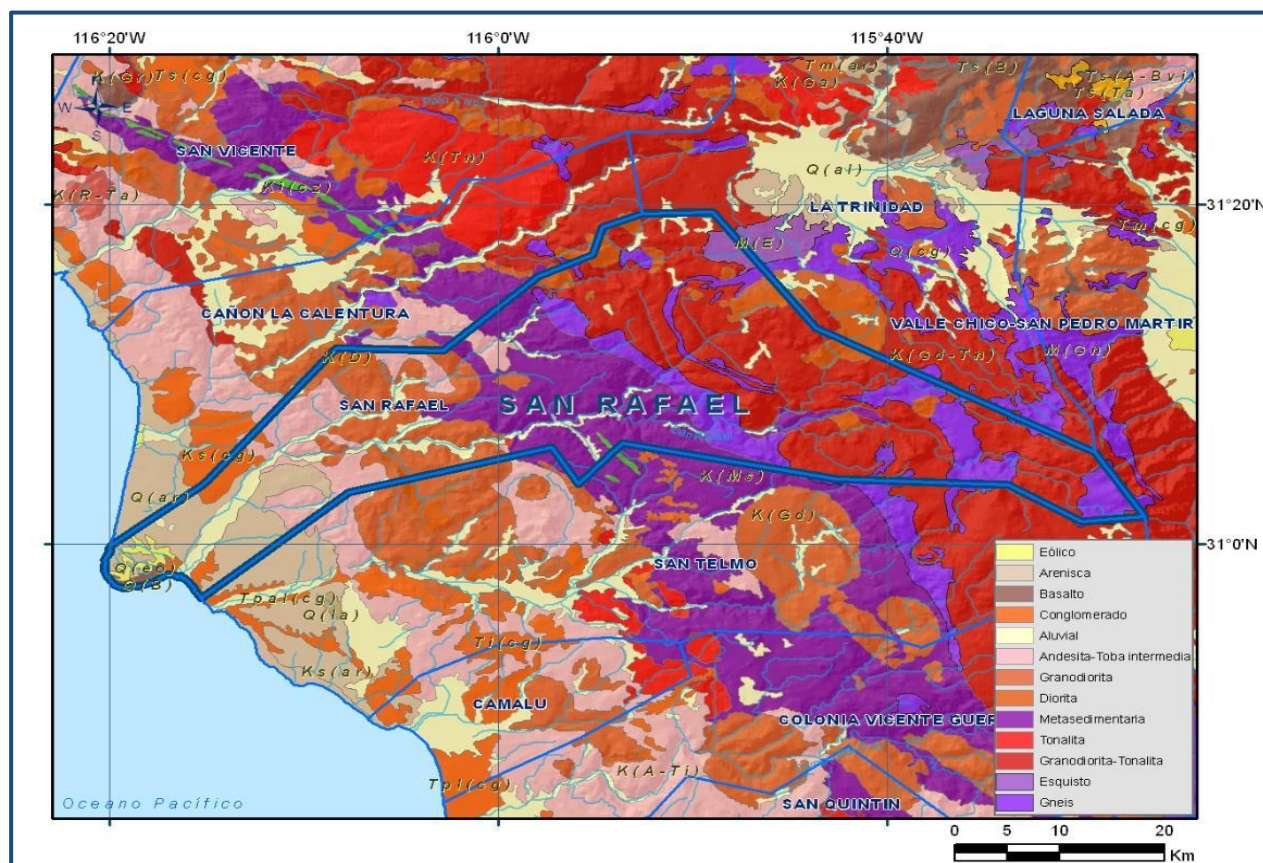 116°20'W 116°0'W 115°40'W
K(Gr) Ts(cg) Tm(ar) K(Ga) Ts(B) Ts(A-Bvi) Ts(Ta)
N
W E
S
LAGUNA SALADA
SAN VICENTE
K(Tn)
Q(al)
Ki(cz)
K(R-Ta)
31°20'N
LA TRINIDAD
Tm(cg)
M(E)
Q(cg)
CAÑON LA CALENTURA
VALLE CHICO-SAN PEDRO MARTIR
K(D)
K(Gd-Tn)
M(Gn)
SAN RAFAEL
SAN RAFAEL
Ks(cg)
K(Ms)
Q(ar)
K(Gd)
31°0'N
SAN TELMO
Q(eo)
Q(B)
Tpal(cg)
Q(la)
Ti(cg)
Ks(ar)
CAMALU
COLONIA VICENTE GUER
K(A-Ti)
Tpl(cg)
SAN QUINTIN
Oceano Pacífico
Eólico
Arenisca
Basalto
Conglomerado
Aluvial
Andesita-Toba intermedia
Granodiorita
Diorita
Metasedimentaria
Tonalita
Granodiorita-Tonalita
Esquisto
Gneis
0 5 10 20
Km